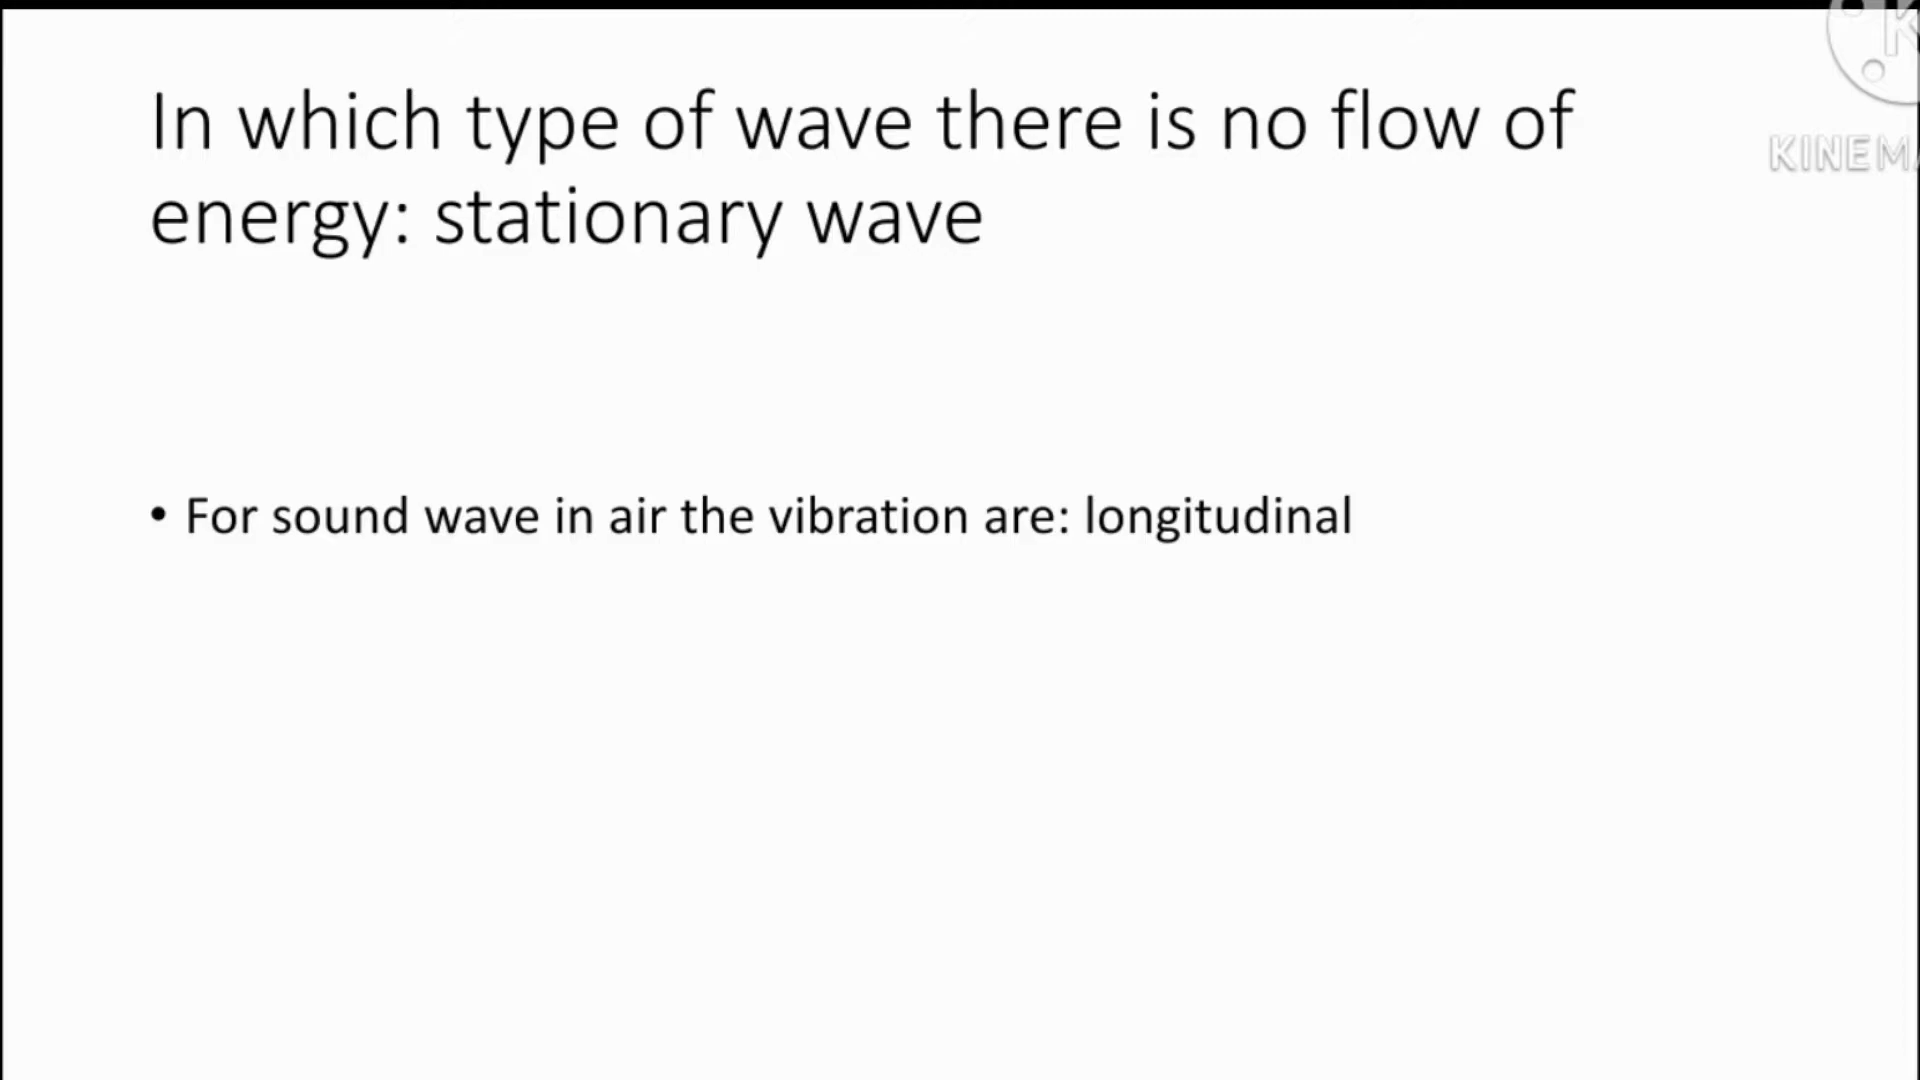 In which type of wave there is no flow of
energy: stationary wave
• For sound wave in air the vibration are: longitudinal